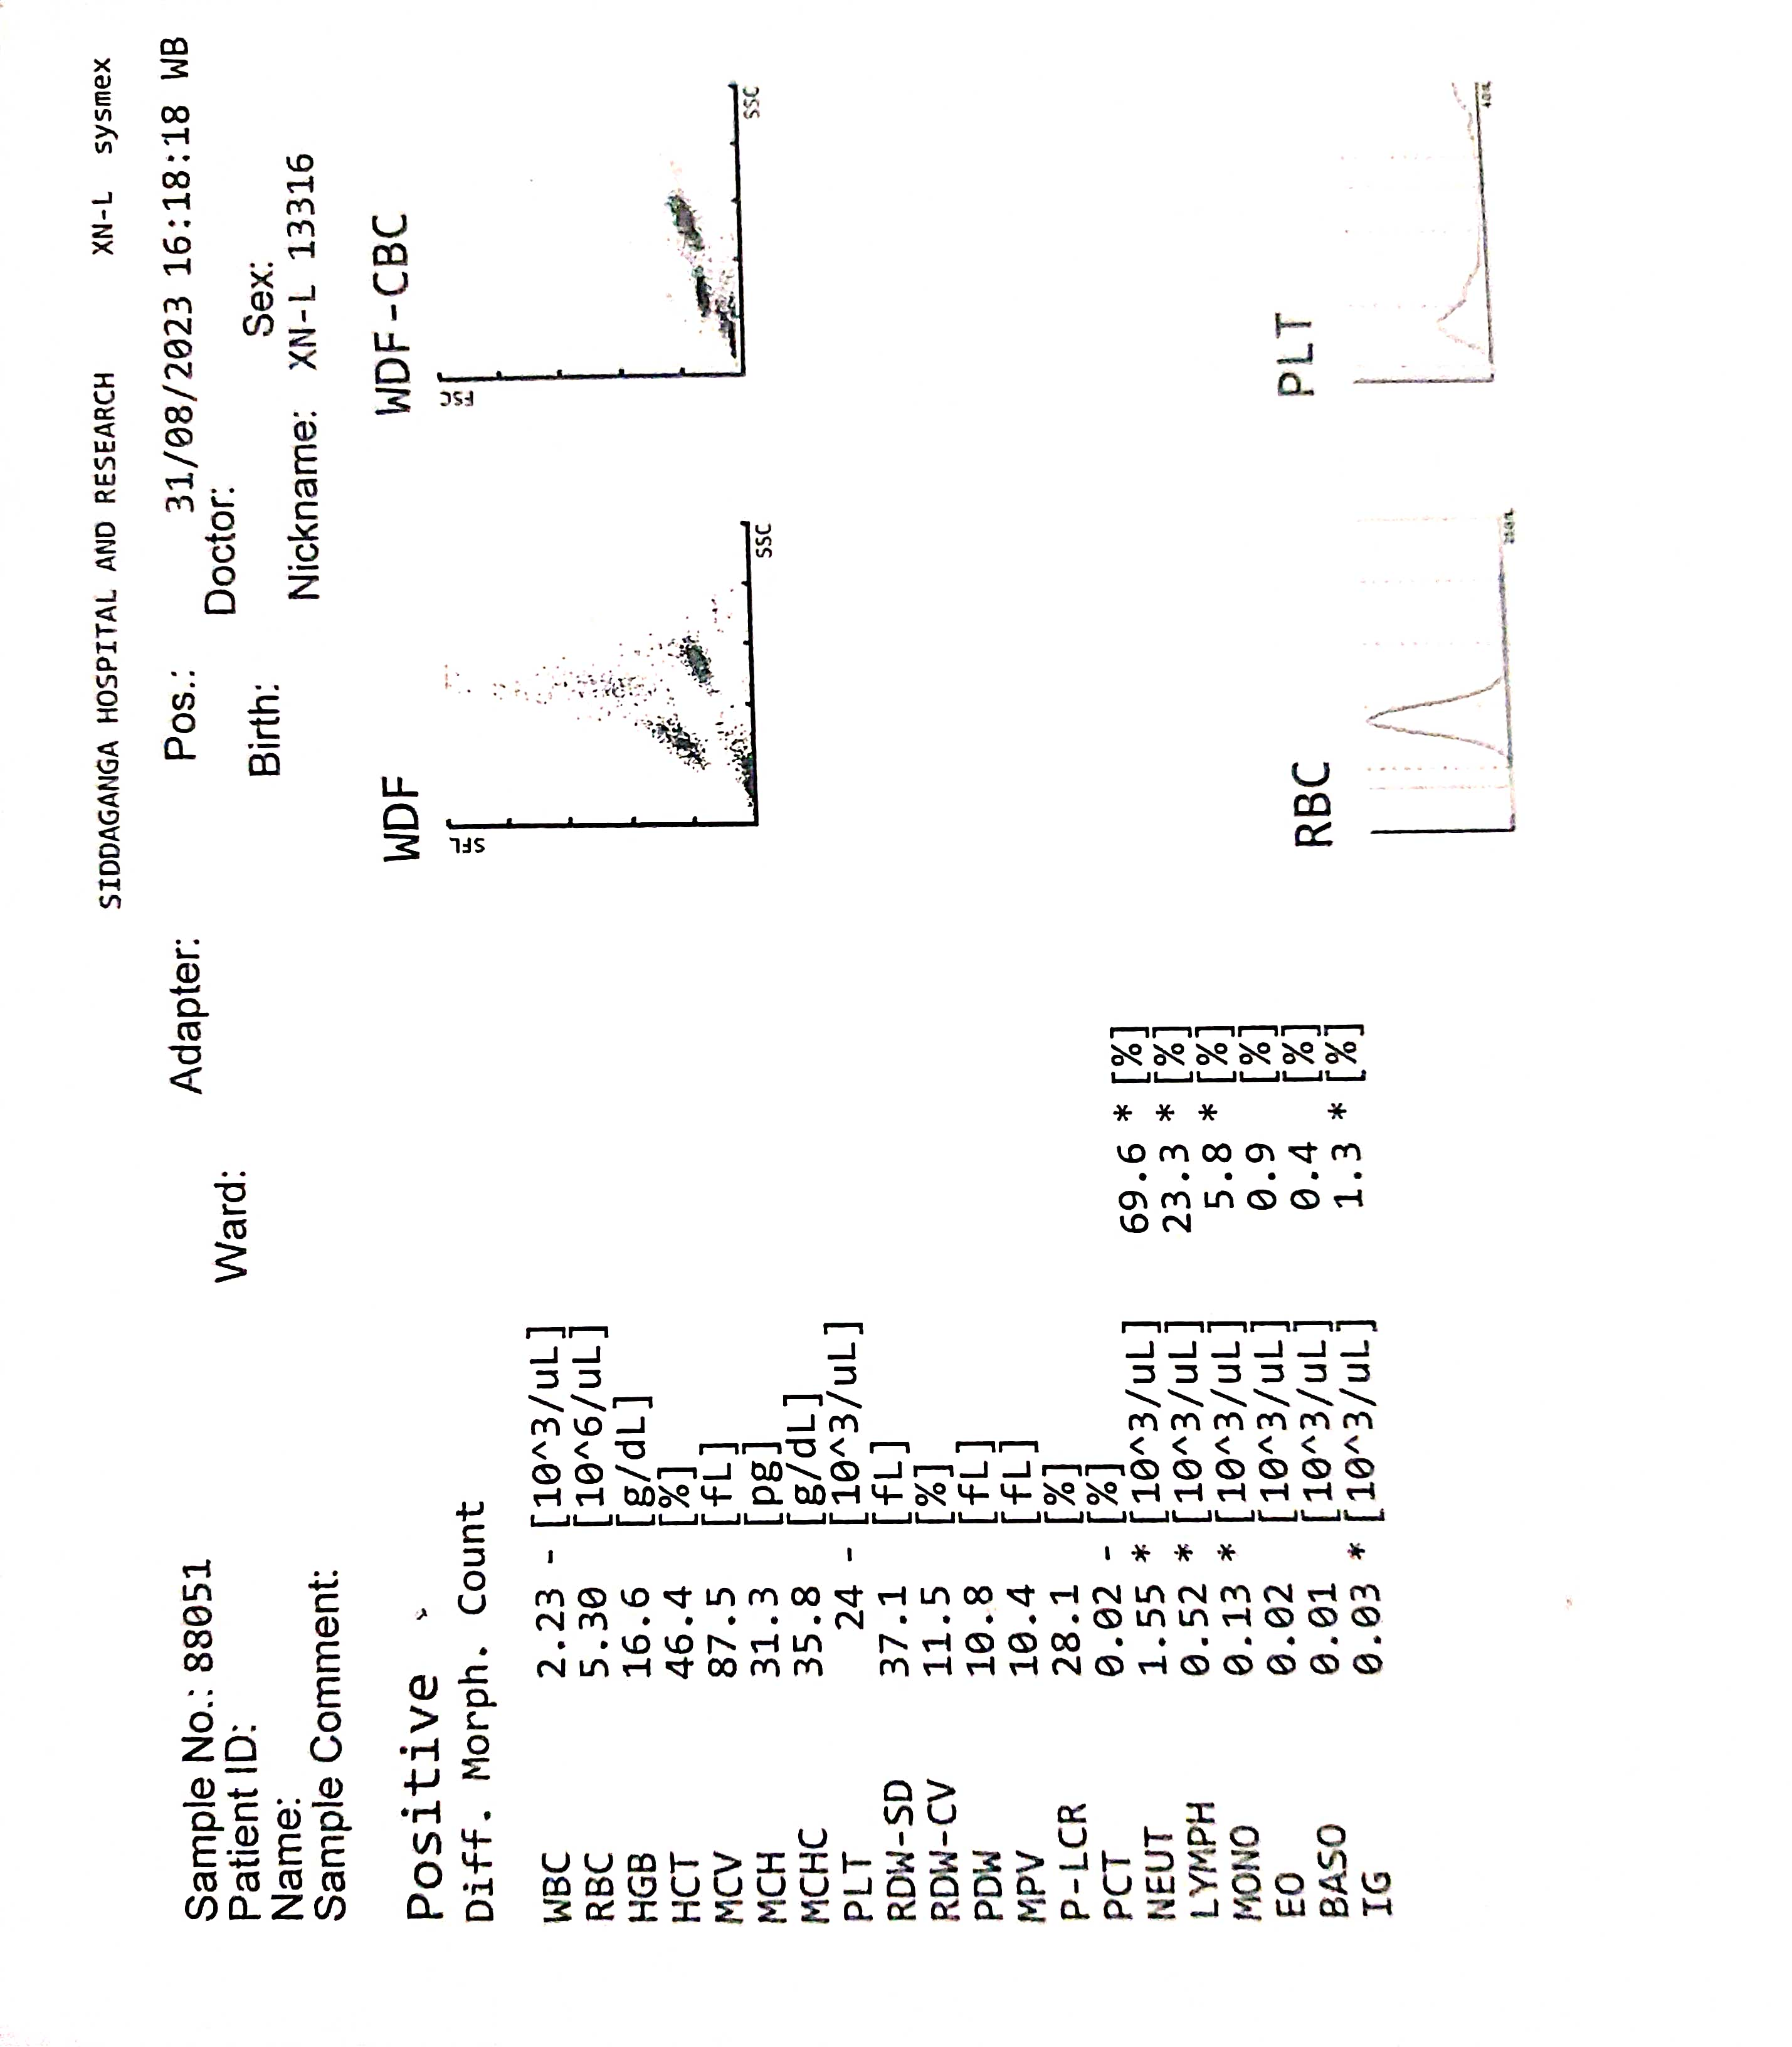 SIDDAGANGA HOSPITAL AND RESEARCH XN-L sysmex
Sample No.: 88051 Adapter: Pos.: 31/08/2023 16:18:18 WB
Patient ID: Ward: Doctor:
Name: Birth: Sex:
Sample Comment: Nickname: XN-L 13316
Positive
Diff. Morph. Count
WDF
WDF-CBC
SFL
SSC
FSC
SSC
WBC 2.23 - [10^3/uL]
RBC 5.30 [10^6/uL]
HGB 16.6 [g/dL]
HCT 46.4 [%]
MCV 87.5 [fL]
MCH 31.3 [pg]
MCHC 35.8 [g/dL]
PLT 24 - [10^3/uL]
RDW-SD 37.1 [fL]
RDW-CV 11.5 [%]
PDW 10.8 [fL]
MPV 10.4 [fL]
P-LCR 28.1 [%]
PCT 0.02 - [%]
NEUT 1.55 * [10^3/uL] 69.6 * [%]
LYMPH 0.52 * [10^3/uL] 23.3 * [%]
MONO 0.13 * [10^3/uL] 5.8 * [%]
EO 0.02 [10^3/uL] 0.9 [%]
BASO 0.01 [10^3/uL] 0.4 [%]
IG 0.03 * [10^3/uL] 1.3 * [%]
RBC
PLT